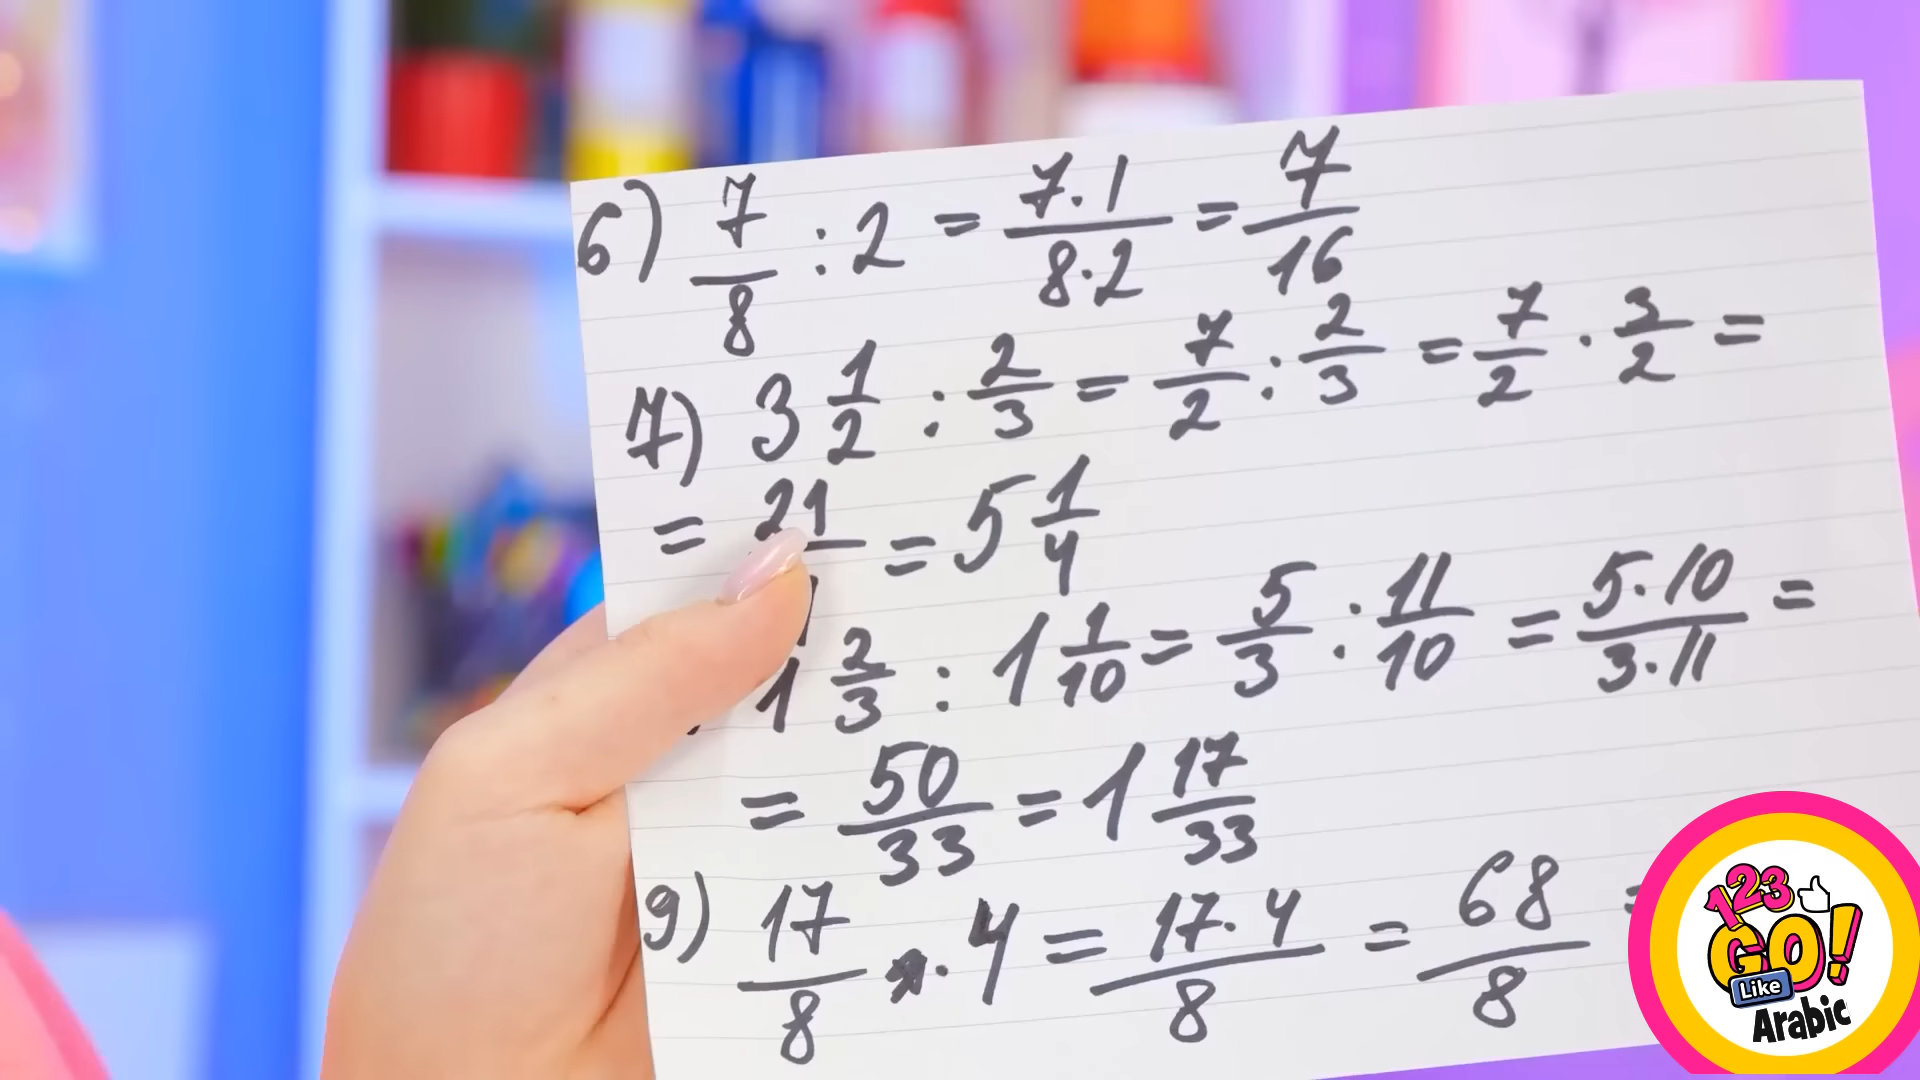 6) 7/8 : 2 = 7·1/8·2 = 7/16
7) 3 1/2 : 2/3 = 7/2 : 2/3 = 7/2 · 3/2 =
= 21/ = 5 1/4
1 2/3 : 1 1/10 = 5/3 : 11/10 = 5·10/3·11 =
= 50/33 = 1 17/33
9) 17/8 · 4 = 17·4/8 = 68/8 =
123
GO!
Like
Arabic